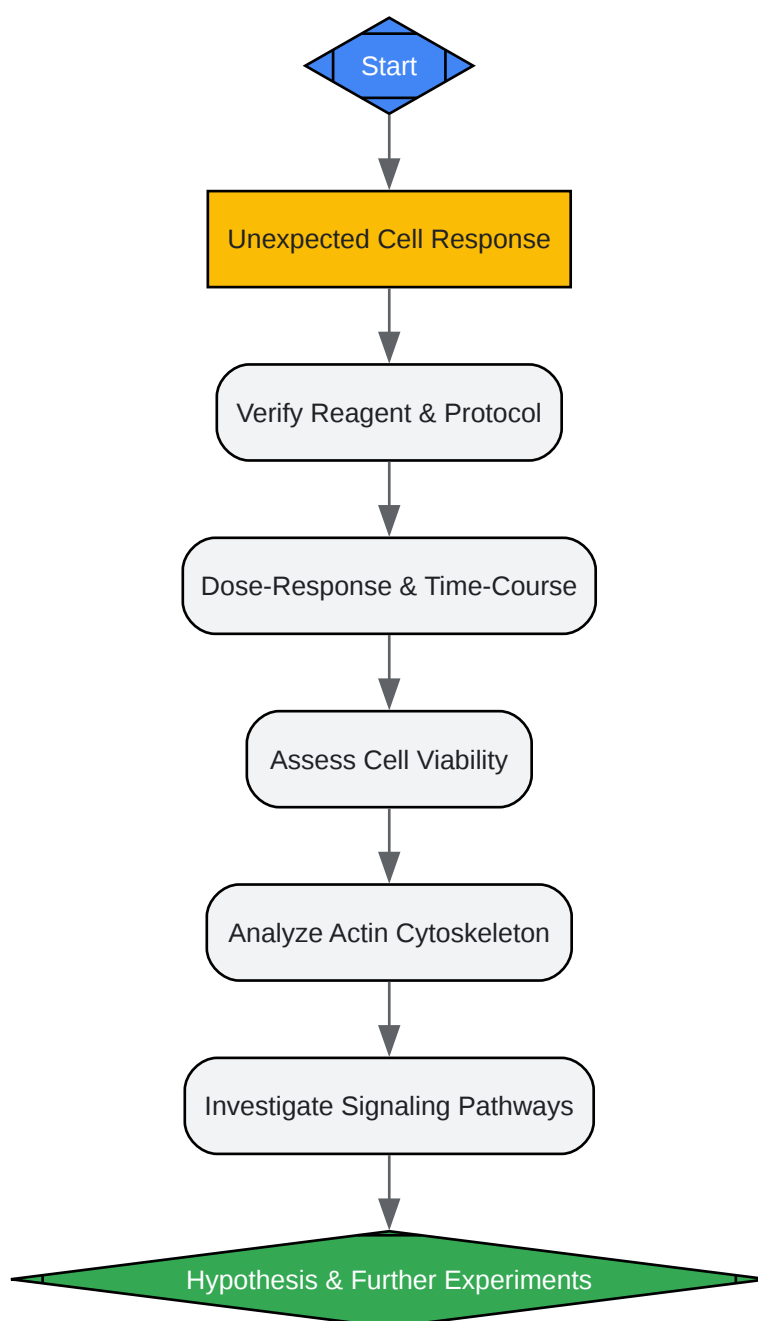 Start
Unexpected Cell Response
Verify Reagent & Protocol
Dose-Response & Time-Course
Assess Cell Viability
Analyze Actin Cytoskeleton
Investigate Signaling Pathways
Hypothesis & Further Experiments